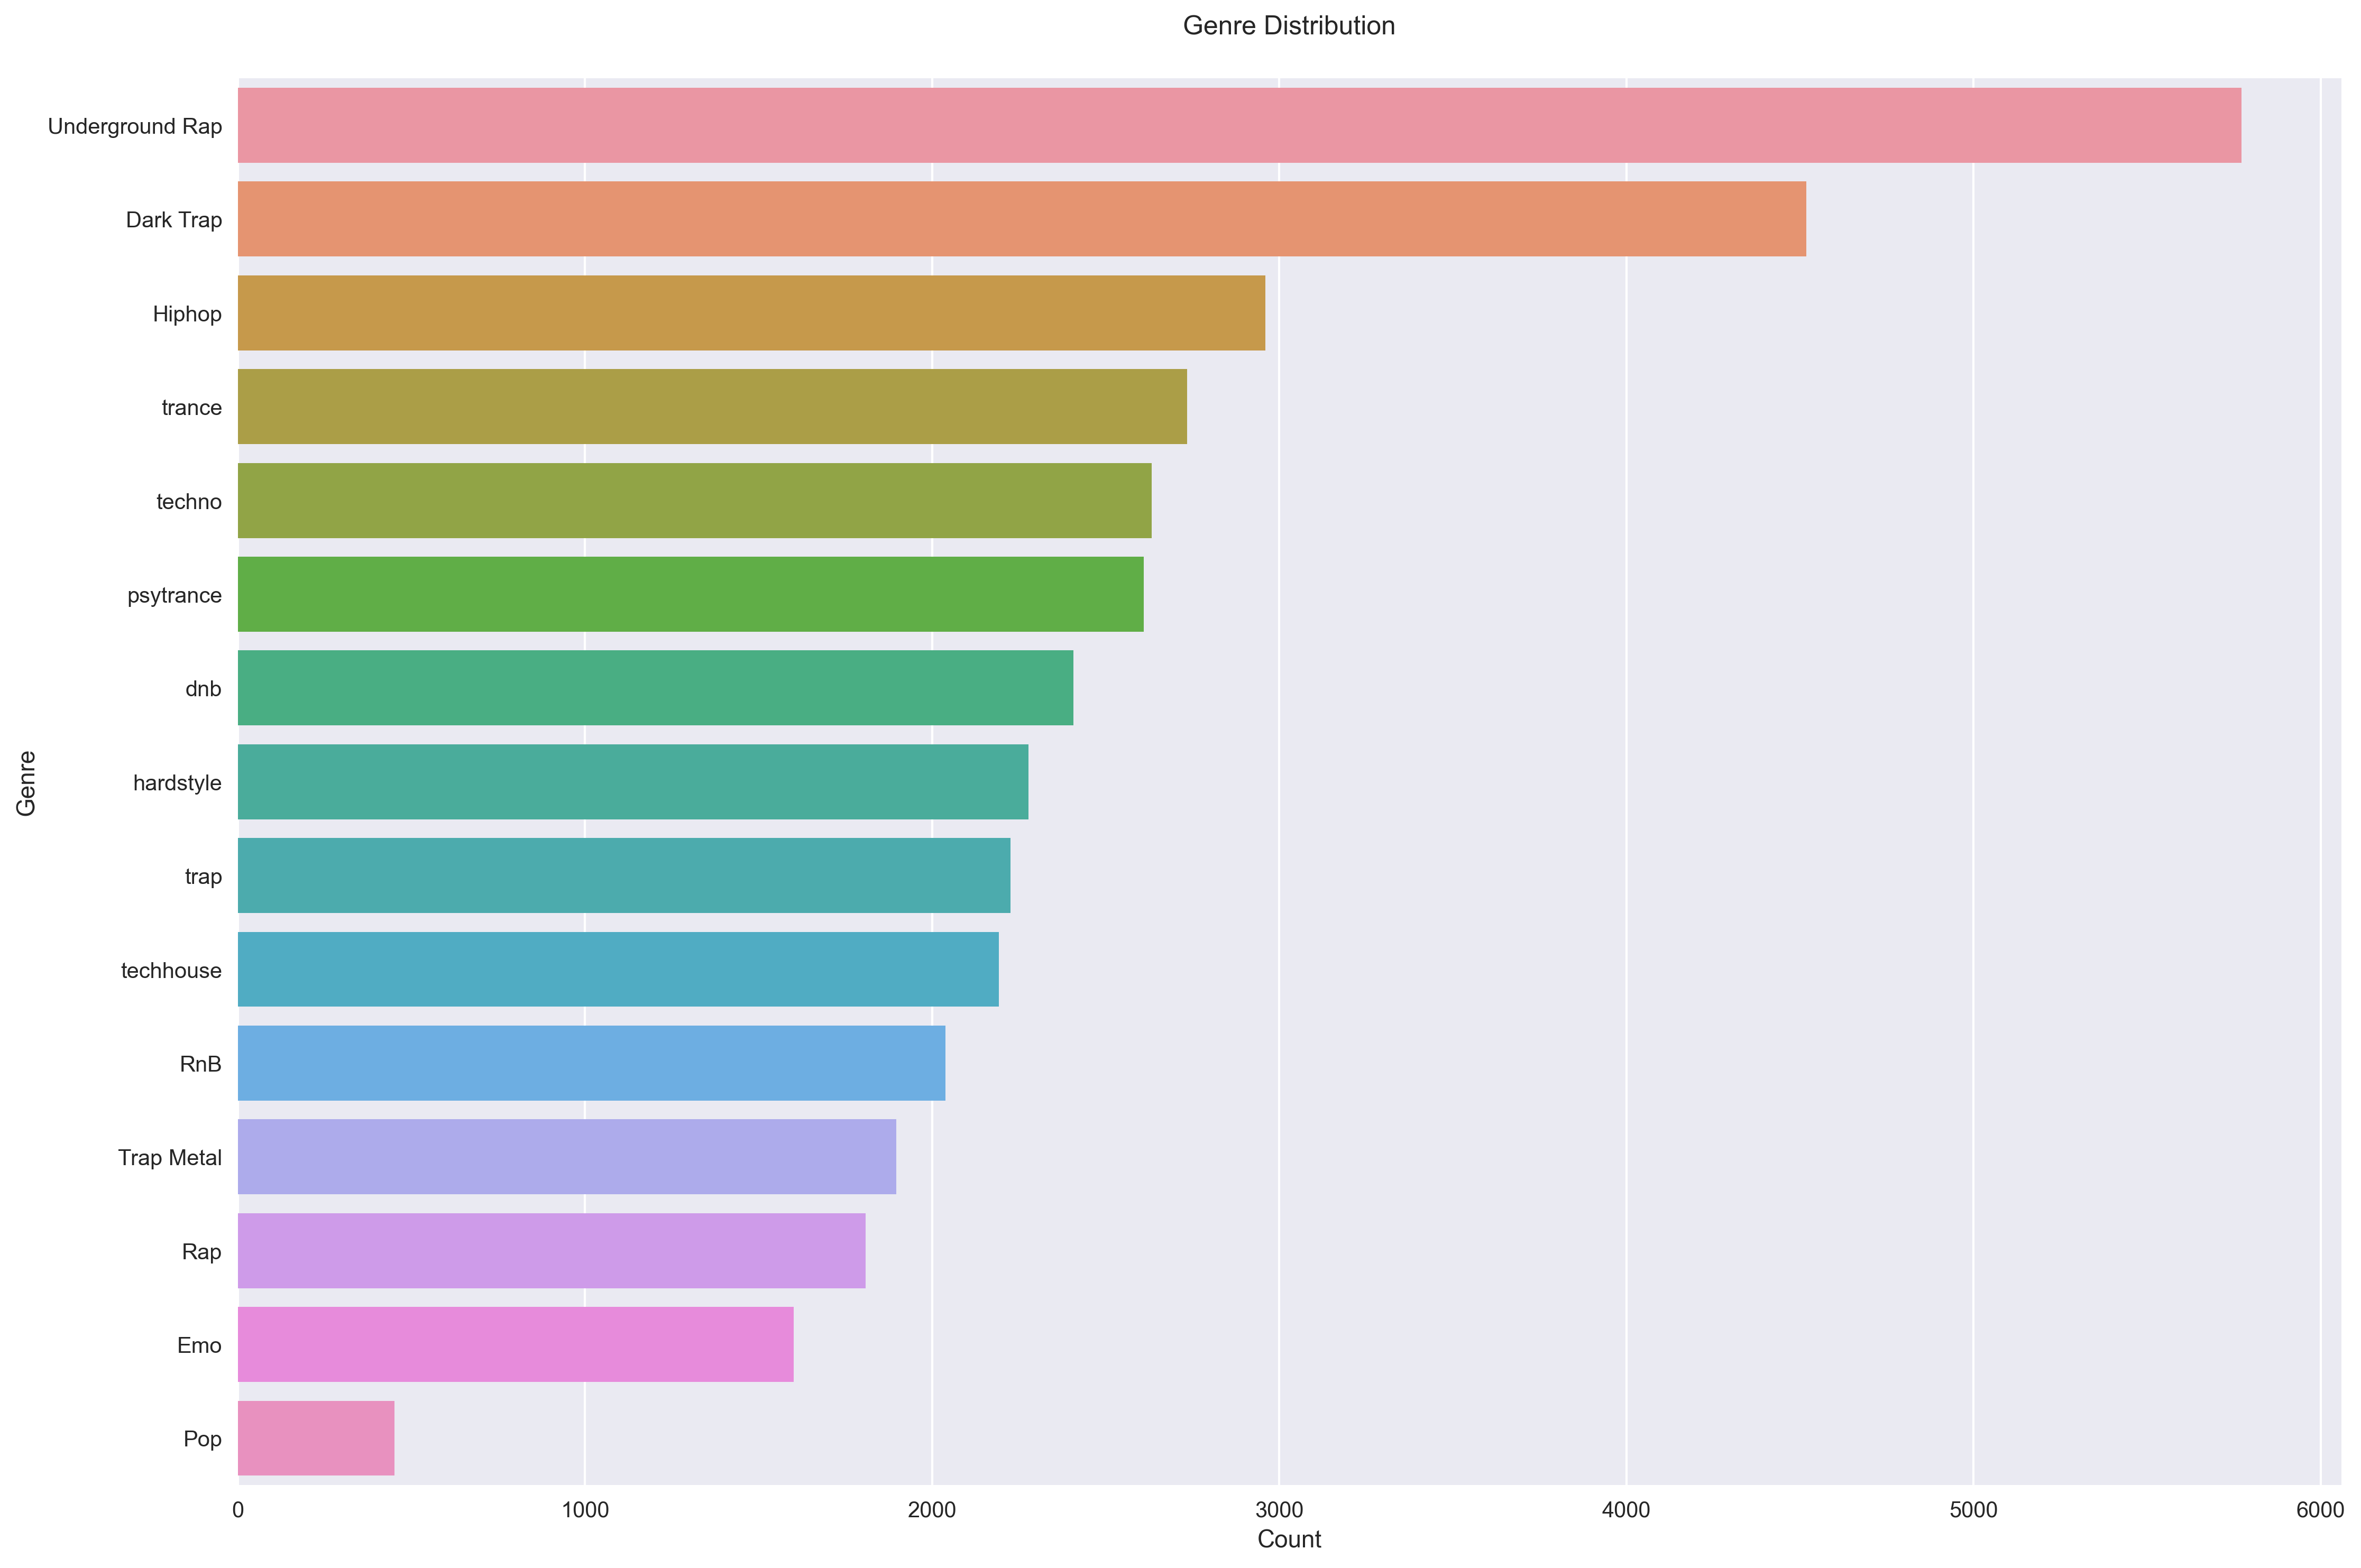 Genre Distribution
Underground Rap
Dark Trap
Hiphop
trance
techno
psytrance
dnb
hardstyle
trap
techhouse
RnB
Trap Metal
Rap
Emo
Pop
Genre
0 1000 2000 3000 4000 5000 6000
Count